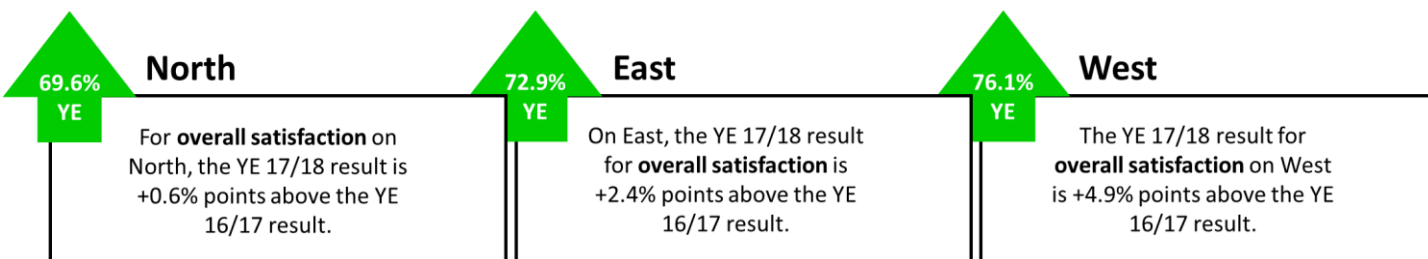 69.6%
YE
North
For overall satisfaction on
North, the YE 17/18 result is
+0.6% points above the YE
16/17 result.
72.9%
YE
East
On East, the YE 17/18 result
for overall satisfaction is
+2.4% points above the YE
16/17 result.
76.1%
YE
West
The YE 17/18 result for
overall satisfaction on West
is +4.9% points above the YE
16/17 result.